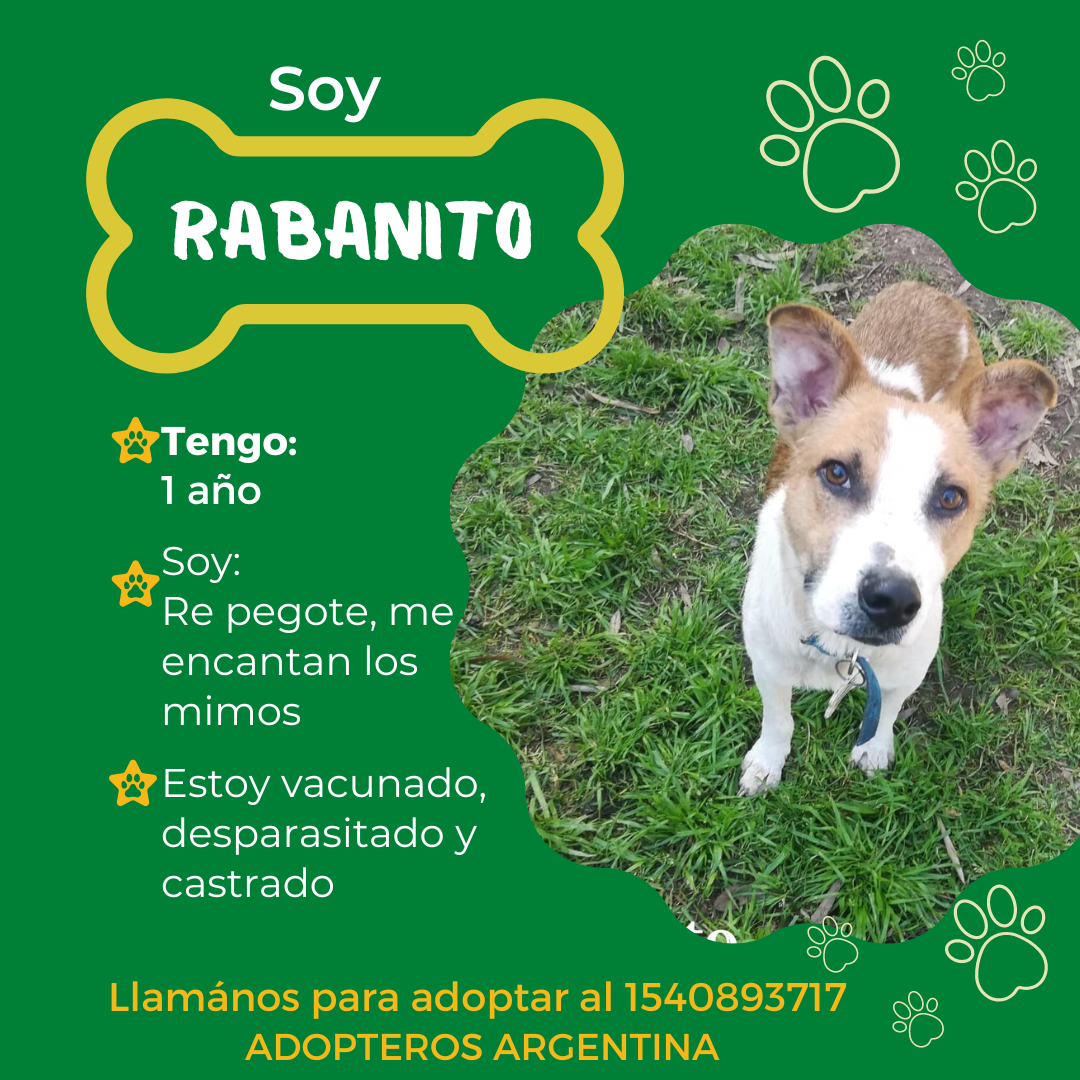 Soy
RABANITO
Tengo:
1 año
Soy:
Re pegote, me
encantan los
mimos
Estoy vacunado,
desparasitado y
castrado
Llamános para adoptar al 1540893717
ADOPTEROS ARGENTINA